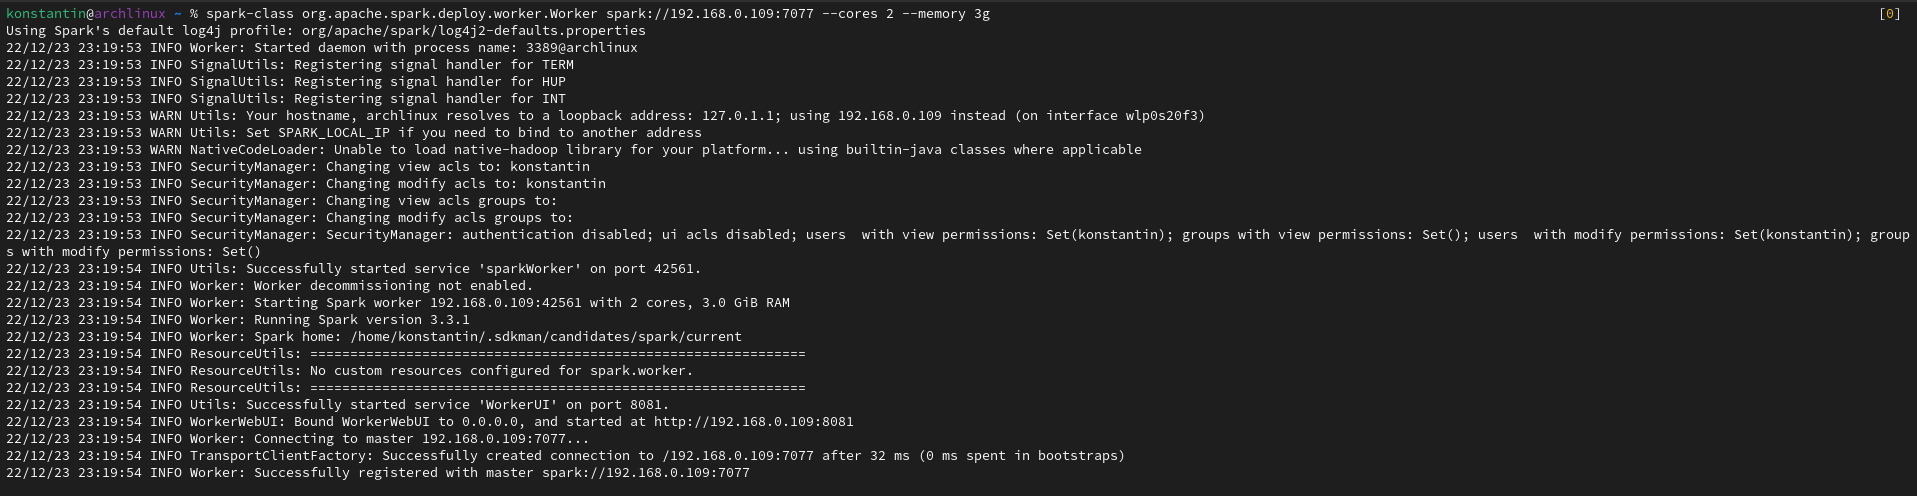 konstantin@archlinux ~ % spark-class org.apache.spark.deploy.worker.Worker spark://192.168.0.109:7077 --cores 2 --memory 3g [0]
Using Spark's default log4j profile: org/apache/spark/log4j2-defaults.properties
22/12/23 23:19:53 INFO Worker: Started daemon with process name: 3389@archlinux
22/12/23 23:19:53 INFO SignalUtils: Registering signal handler for TERM
22/12/23 23:19:53 INFO SignalUtils: Registering signal handler for HUP
22/12/23 23:19:53 INFO SignalUtils: Registering signal handler for INT
22/12/23 23:19:53 WARN Utils: Your hostname, archlinux resolves to a loopback address: 127.0.1.1; using 192.168.0.109 instead (on interface wlp0s20f3)
22/12/23 23:19:53 WARN Utils: Set SPARK_LOCAL_IP if you need to bind to another address
22/12/23 23:19:53 WARN NativeCodeLoader: Unable to load native-hadoop library for your platform... using builtin-java classes where applicable
22/12/23 23:19:53 INFO SecurityManager: Changing view acls to: konstantin
22/12/23 23:19:53 INFO SecurityManager: Changing modify acls to: konstantin
22/12/23 23:19:53 INFO SecurityManager: Changing view acls groups to:
22/12/23 23:19:53 INFO SecurityManager: Changing modify acls groups to:
22/12/23 23:19:53 INFO SecurityManager: SecurityManager: authentication disabled; ui acls disabled; users  with view permissions: Set(konstantin); groups with view permissions: Set(); users  with modify permissions: Set(konstantin); group
s with modify permissions: Set()
22/12/23 23:19:54 INFO Utils: Successfully started service 'sparkWorker' on port 42561.
22/12/23 23:19:54 INFO Worker: Worker decommissioning not enabled.
22/12/23 23:19:54 INFO Worker: Starting Spark worker 192.168.0.109:42561 with 2 cores, 3.0 GiB RAM
22/12/23 23:19:54 INFO Worker: Running Spark version 3.3.1
22/12/23 23:19:54 INFO Worker: Spark home: /home/konstantin/.sdkman/candidates/spark/current
22/12/23 23:19:54 INFO ResourceUtils: ==============================================================
22/12/23 23:19:54 INFO ResourceUtils: No custom resources configured for spark.worker.
22/12/23 23:19:54 INFO ResourceUtils: ==============================================================
22/12/23 23:19:54 INFO Utils: Successfully started service 'WorkerUI' on port 8081.
22/12/23 23:19:54 INFO WorkerWebUI: Bound WorkerWebUI to 0.0.0.0, and started at http://192.168.0.109:8081
22/12/23 23:19:54 INFO Worker: Connecting to master 192.168.0.109:7077...
22/12/23 23:19:54 INFO TransportClientFactory: Successfully created connection to /192.168.0.109:7077 after 32 ms (0 ms spent in bootstraps)
22/12/23 23:19:54 INFO Worker: Successfully registered with master spark://192.168.0.109:7077